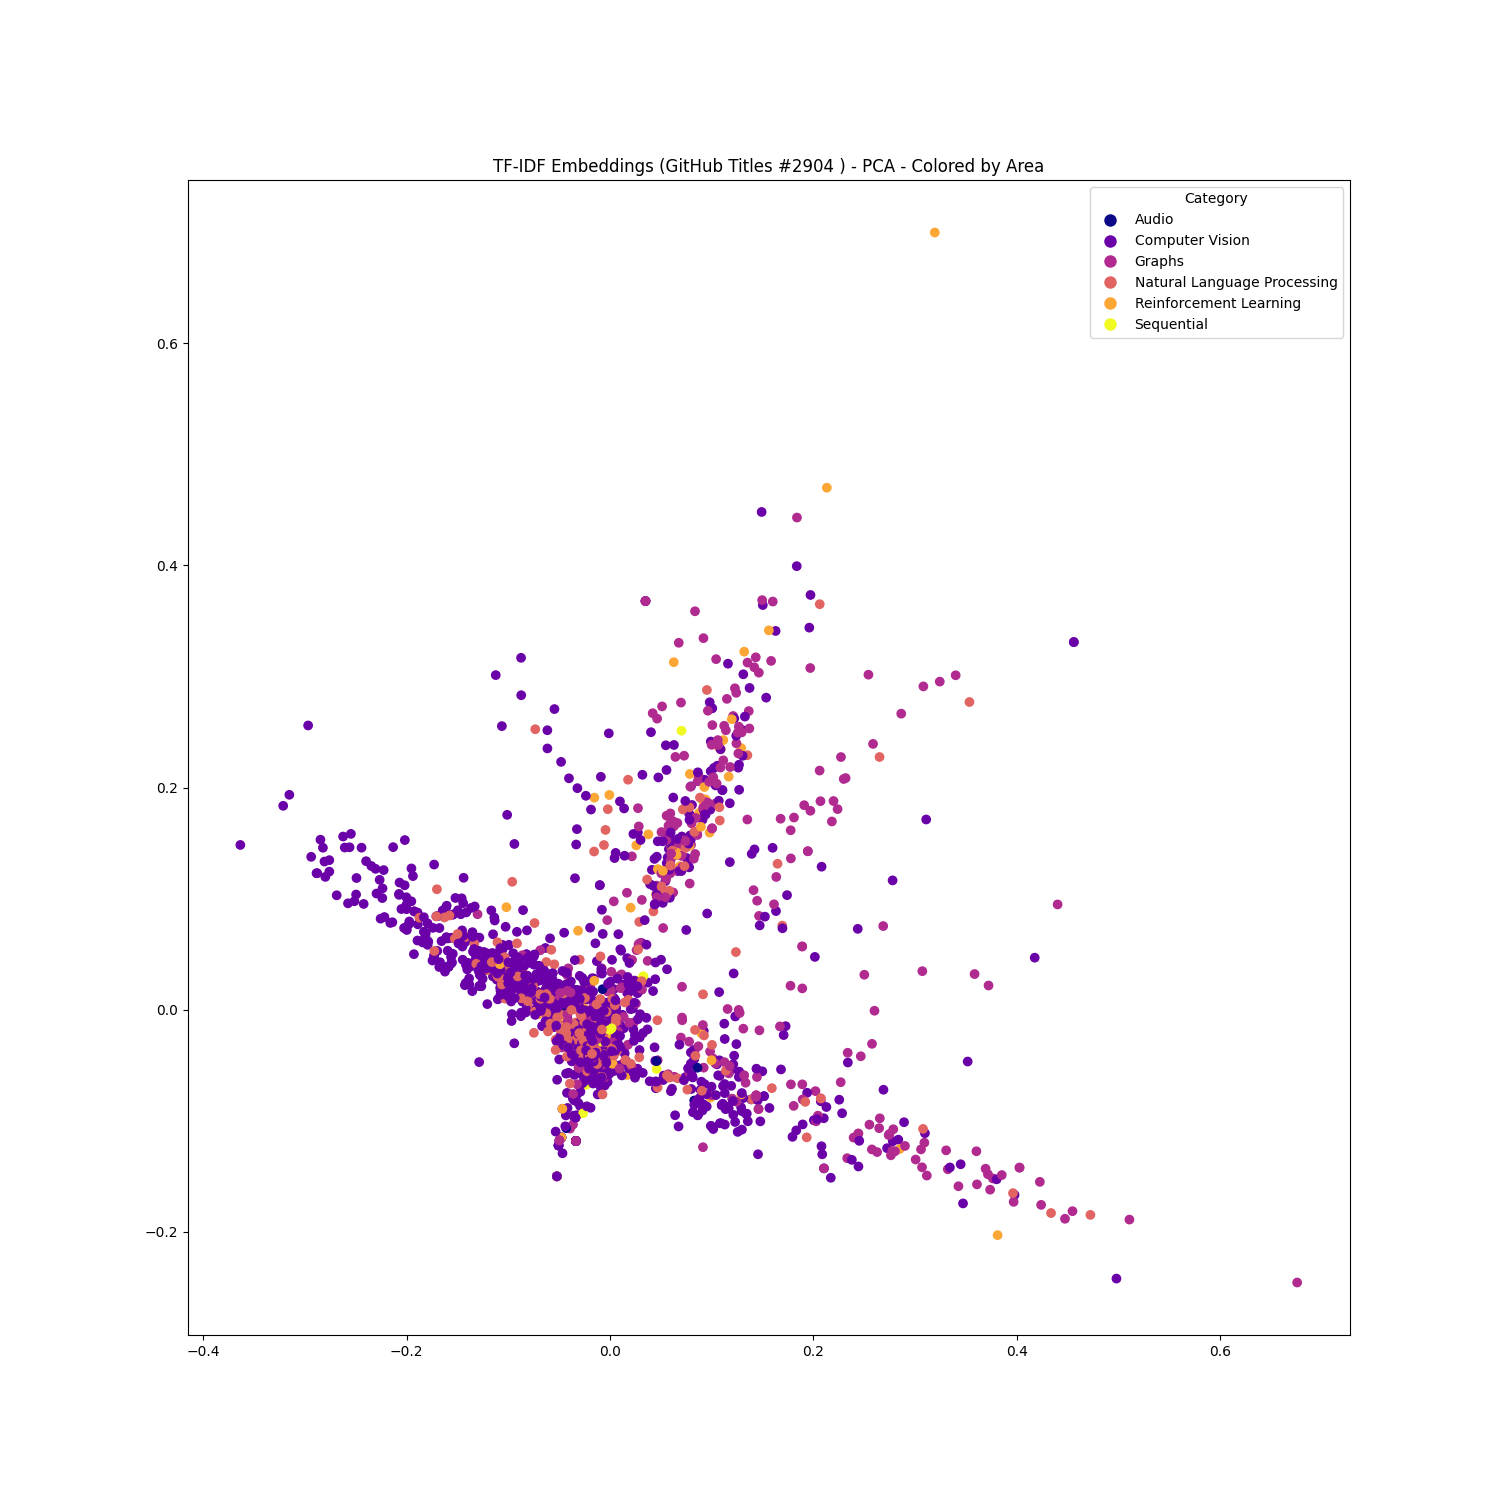 TF-IDF Embeddings (GitHub Titles #2904 ) - PCA - Colored by Area
Category
Audio
Computer Vision
Graphs
Natural Language Processing
Reinforcement Learning
Sequential
0.6
0.4
0.2
0.0
−0.2
−0.4
−0.2
0.0
0.2
0.4
0.6